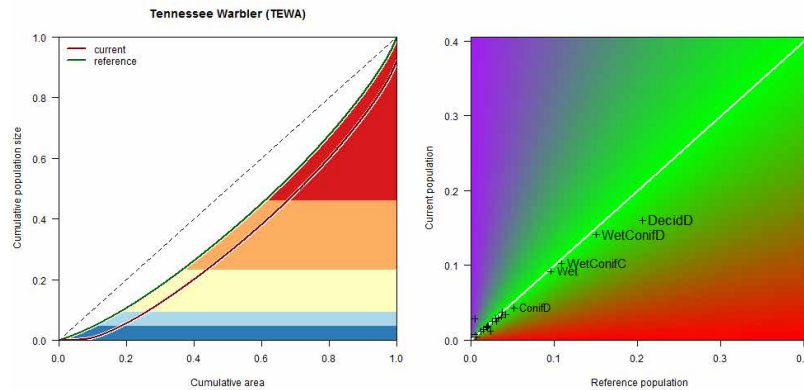 Tennessee Warbler (TEWA)
current
reference
1.0
0.8
0.6
0.4
0.2
0.0
Cumulative population size
0.0 0.2 0.4 0.6 0.8 1.0
Cumulative area
0.4
0.3
0.2
0.1
0.0
Current population
DecidD
WetConifD
WetConifC
Wet
ConifD
0.0 0.1 0.2 0.3
Reference population